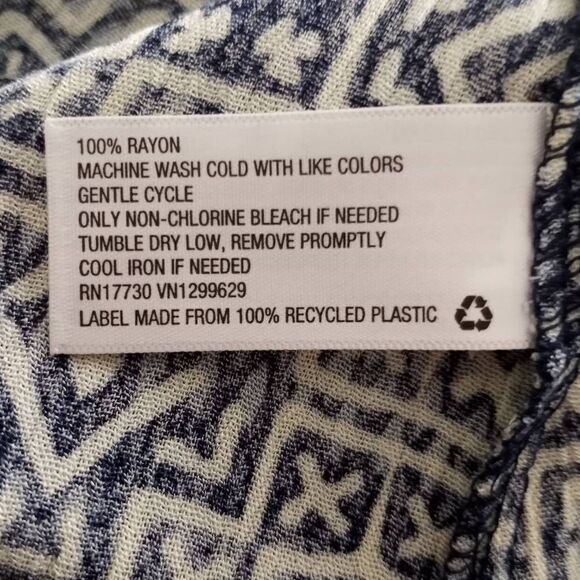 100% RAYON
MACHINE WASH COLD WITH LIKE COLORS
GENTLE CYCLE
ONLY NON-CHLORINE BLEACH IF NEEDED
TUMBLE DRY LOW, REMOVE PROMPTLY
COOL IRON IF NEEDED
RN17730 VN1299629
LABEL MADE FROM 100% RECYCLED PLASTIC